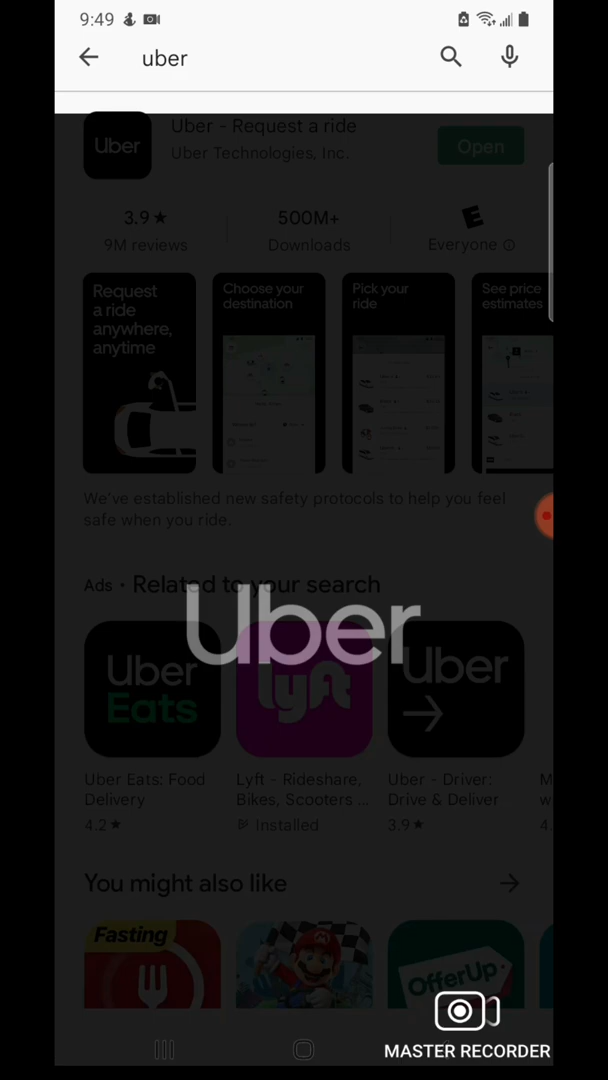 9:49
uber
Uber
Uber - Request a ride
Uber Technologies, Inc.
Open
3.9★
500M+
E
9M reviews
Downloads
Everyone
Request
a ride
anywhere,
anytime
Choose your
destination
Pick your
ride
See price
estimates
We've established new safety protocols to help you feel
safe when you ride.
Ads • Related to your search
Uber
Uber
Eats
lyft
Uber
Uber Eats: Food
Delivery
Lyft - Rideshare,
Bikes, Scooters ...
Uber - Driver:
Drive & Deliver
M
w
4.2★
Installed
3.9★
4.
You might also like
Fasting
OfferUp
MASTER RECORDER